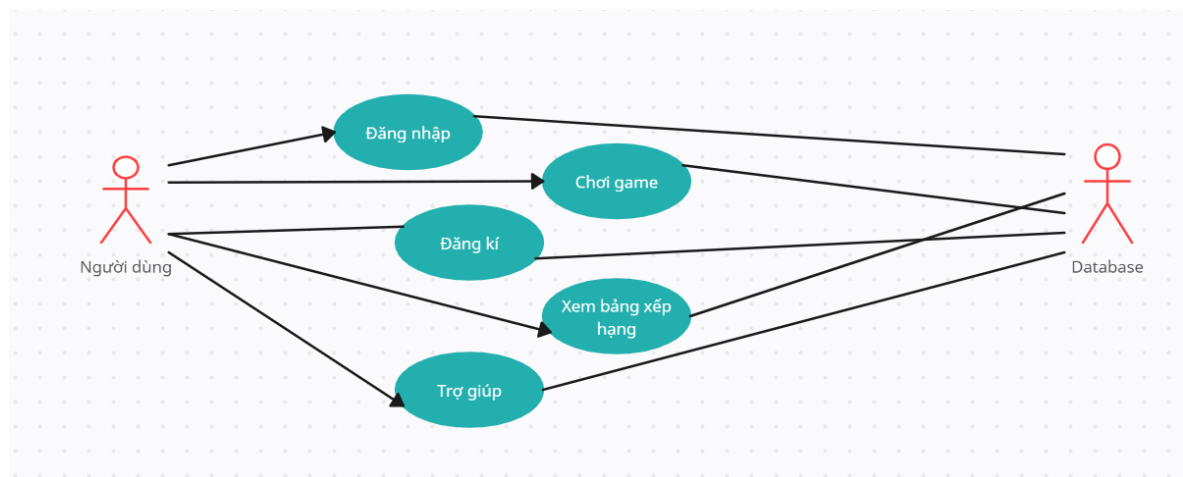 Đăng nhập
Chơi game
Đăng kí
Người dùng
Database
Xem bảng xếp
hạng
Trợ giúp